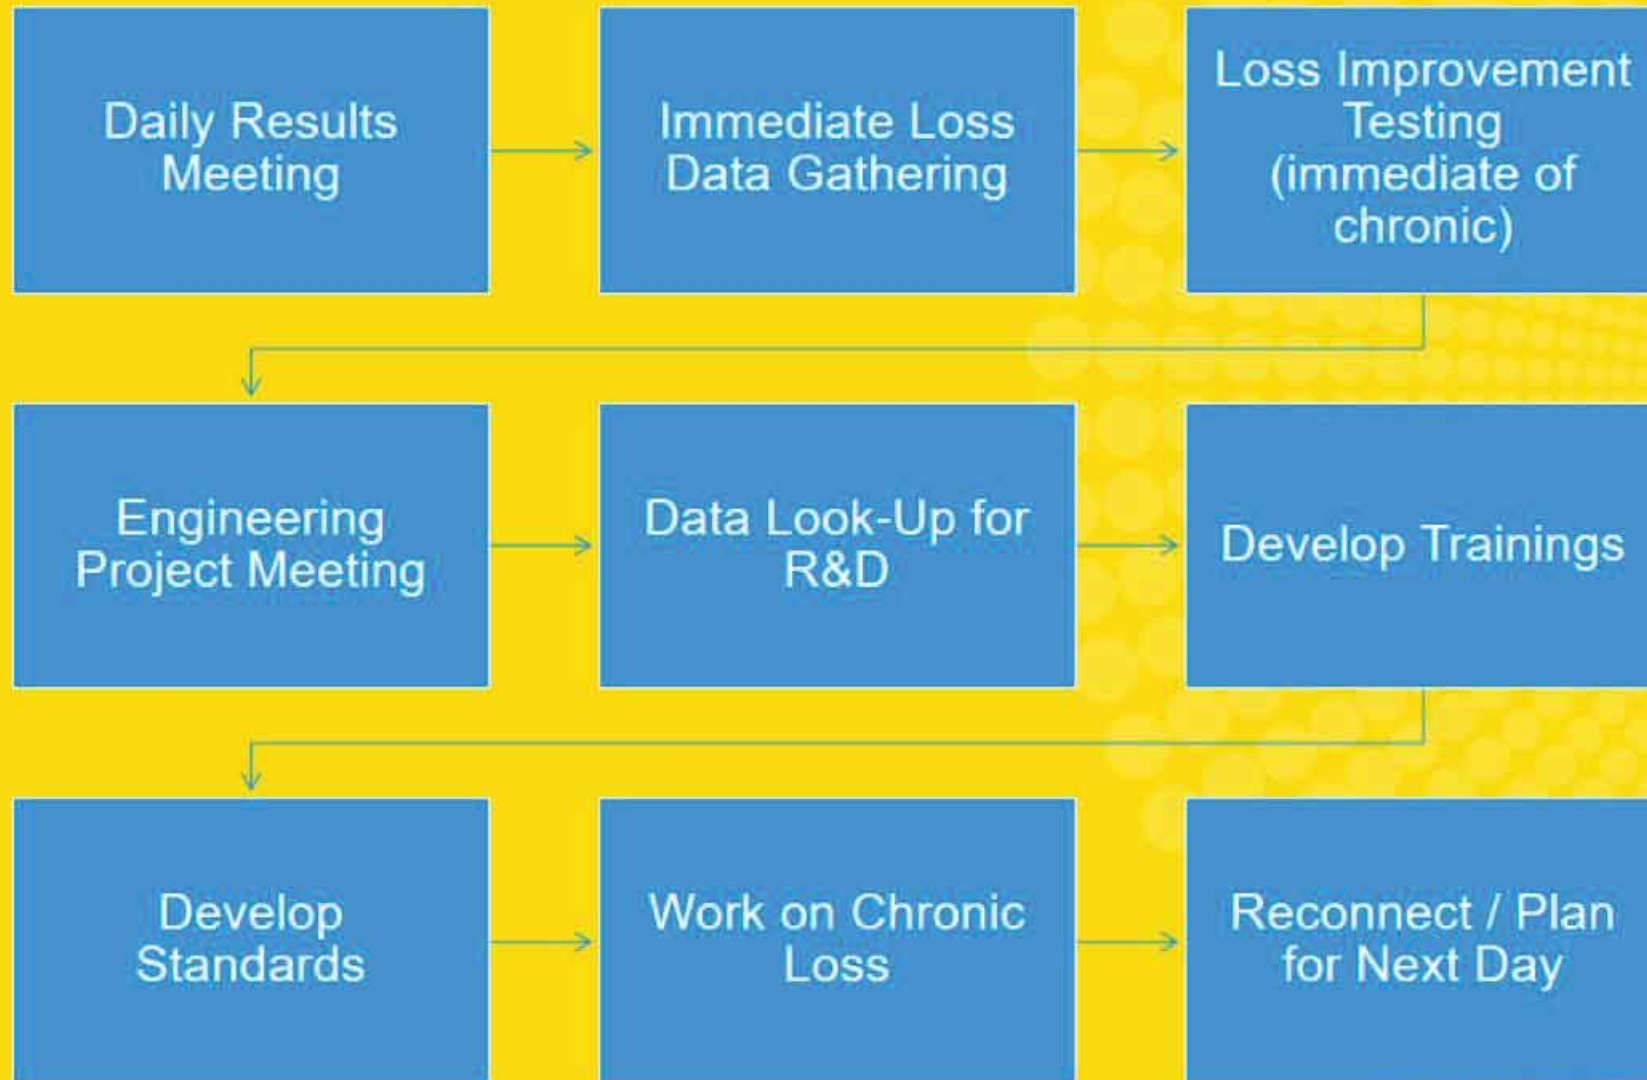 Daily Results
Meeting
Immediate Loss
Data Gathering
Loss Improvement
Testing
(immediate of
chronic)
Engineering
Project Meeting
Data Look-Up for
R&D
Develop Trainings
Develop
Standards
Work on Chronic
Loss
Reconnect / Plan
for Next Day